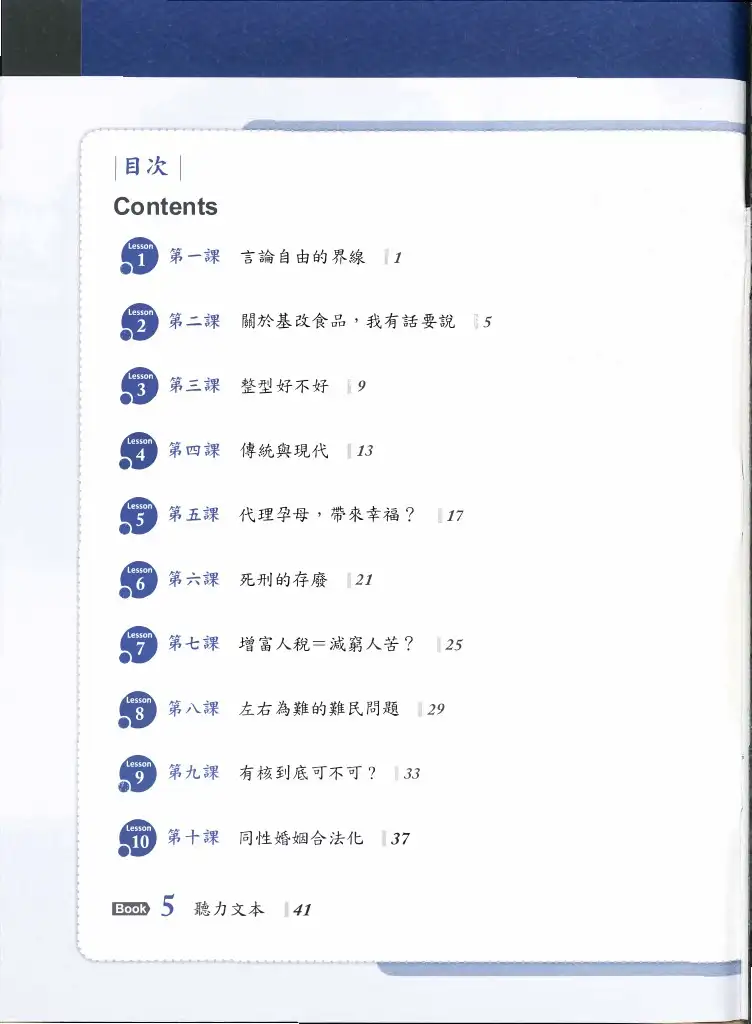 目次
Contents
Lesson 1 第一課 言論自由的界線 1
Lesson 2 第二課 關於基改食品，我有話要說 5
Lesson 3 第三課 整型好不好 9
Lesson 4 第四課 傳統與現代 13
Lesson 5 第五課 代理孕母，帶來幸福？ 17
Lesson 6 第六課 死刑的存廢 21
Lesson 7 第七課 增富人稅＝減窮人苦？ 25
Lesson 8 第八課 左右為難的難民問題 29
Lesson 9 第九課 有核到底可不可？ 33
Lesson 10 第十課 同性婚姻合法化 37
Book 5 聽力文本 41